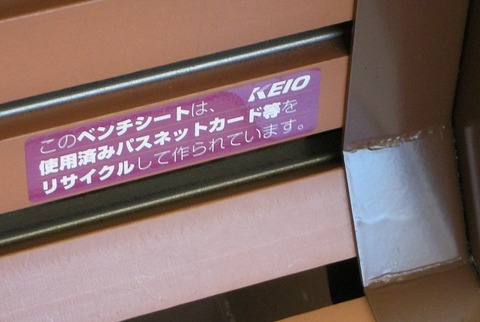 KEIO
このベンチシートは、
使用済みパスネットカード等を
リサイクルして作られています。